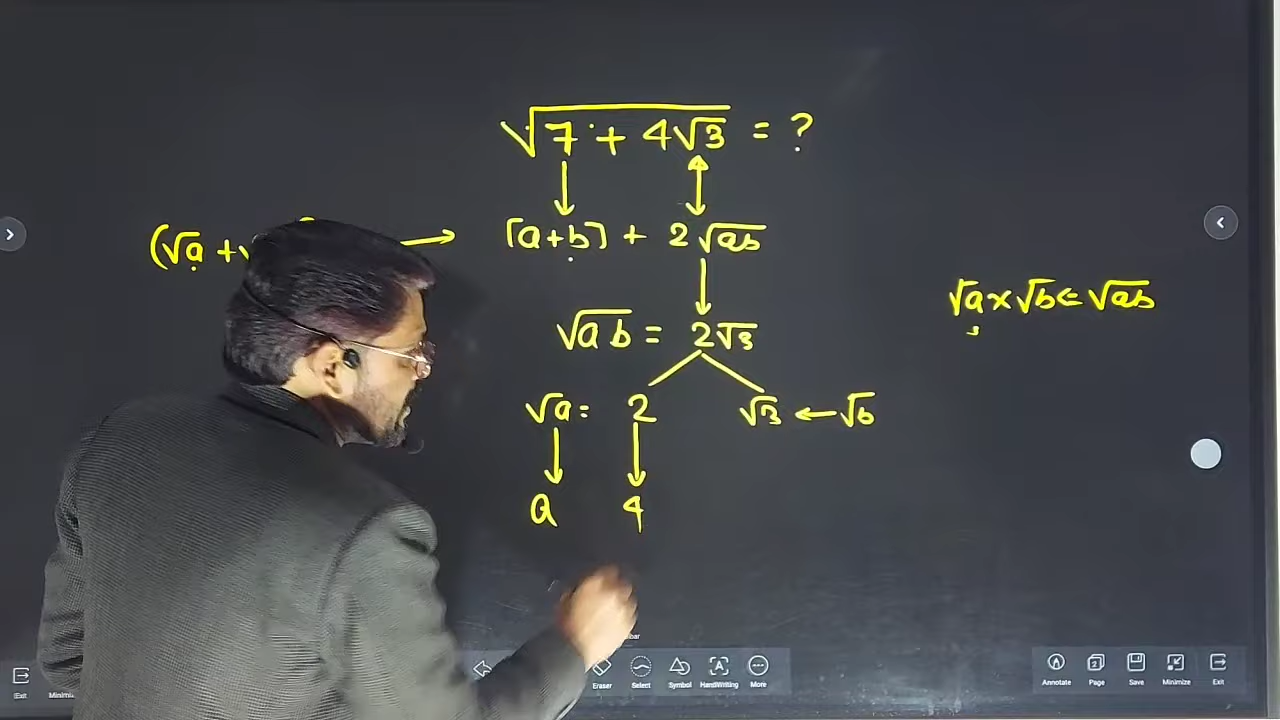 √7 + 4√3 = ?
(√a + √
[a+b] + 2√ab
√a × √b = √ab
√ab = 2√3
√a = 2 √3 ← √b
a 4
Exit
Eraser Select Symbol HandWriting More
Annotate Page Save Minimize Exit